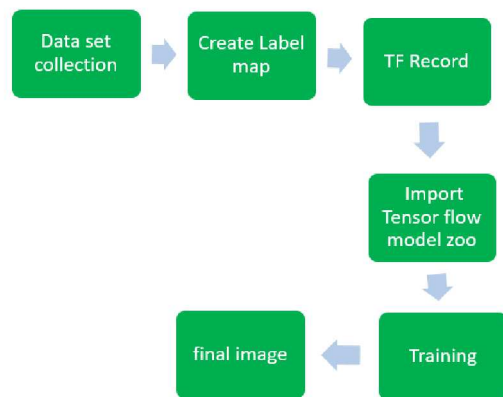 Data set
collection
Create Label
map
TF Record
Import
Tensor flow
model zoo
Training
final image